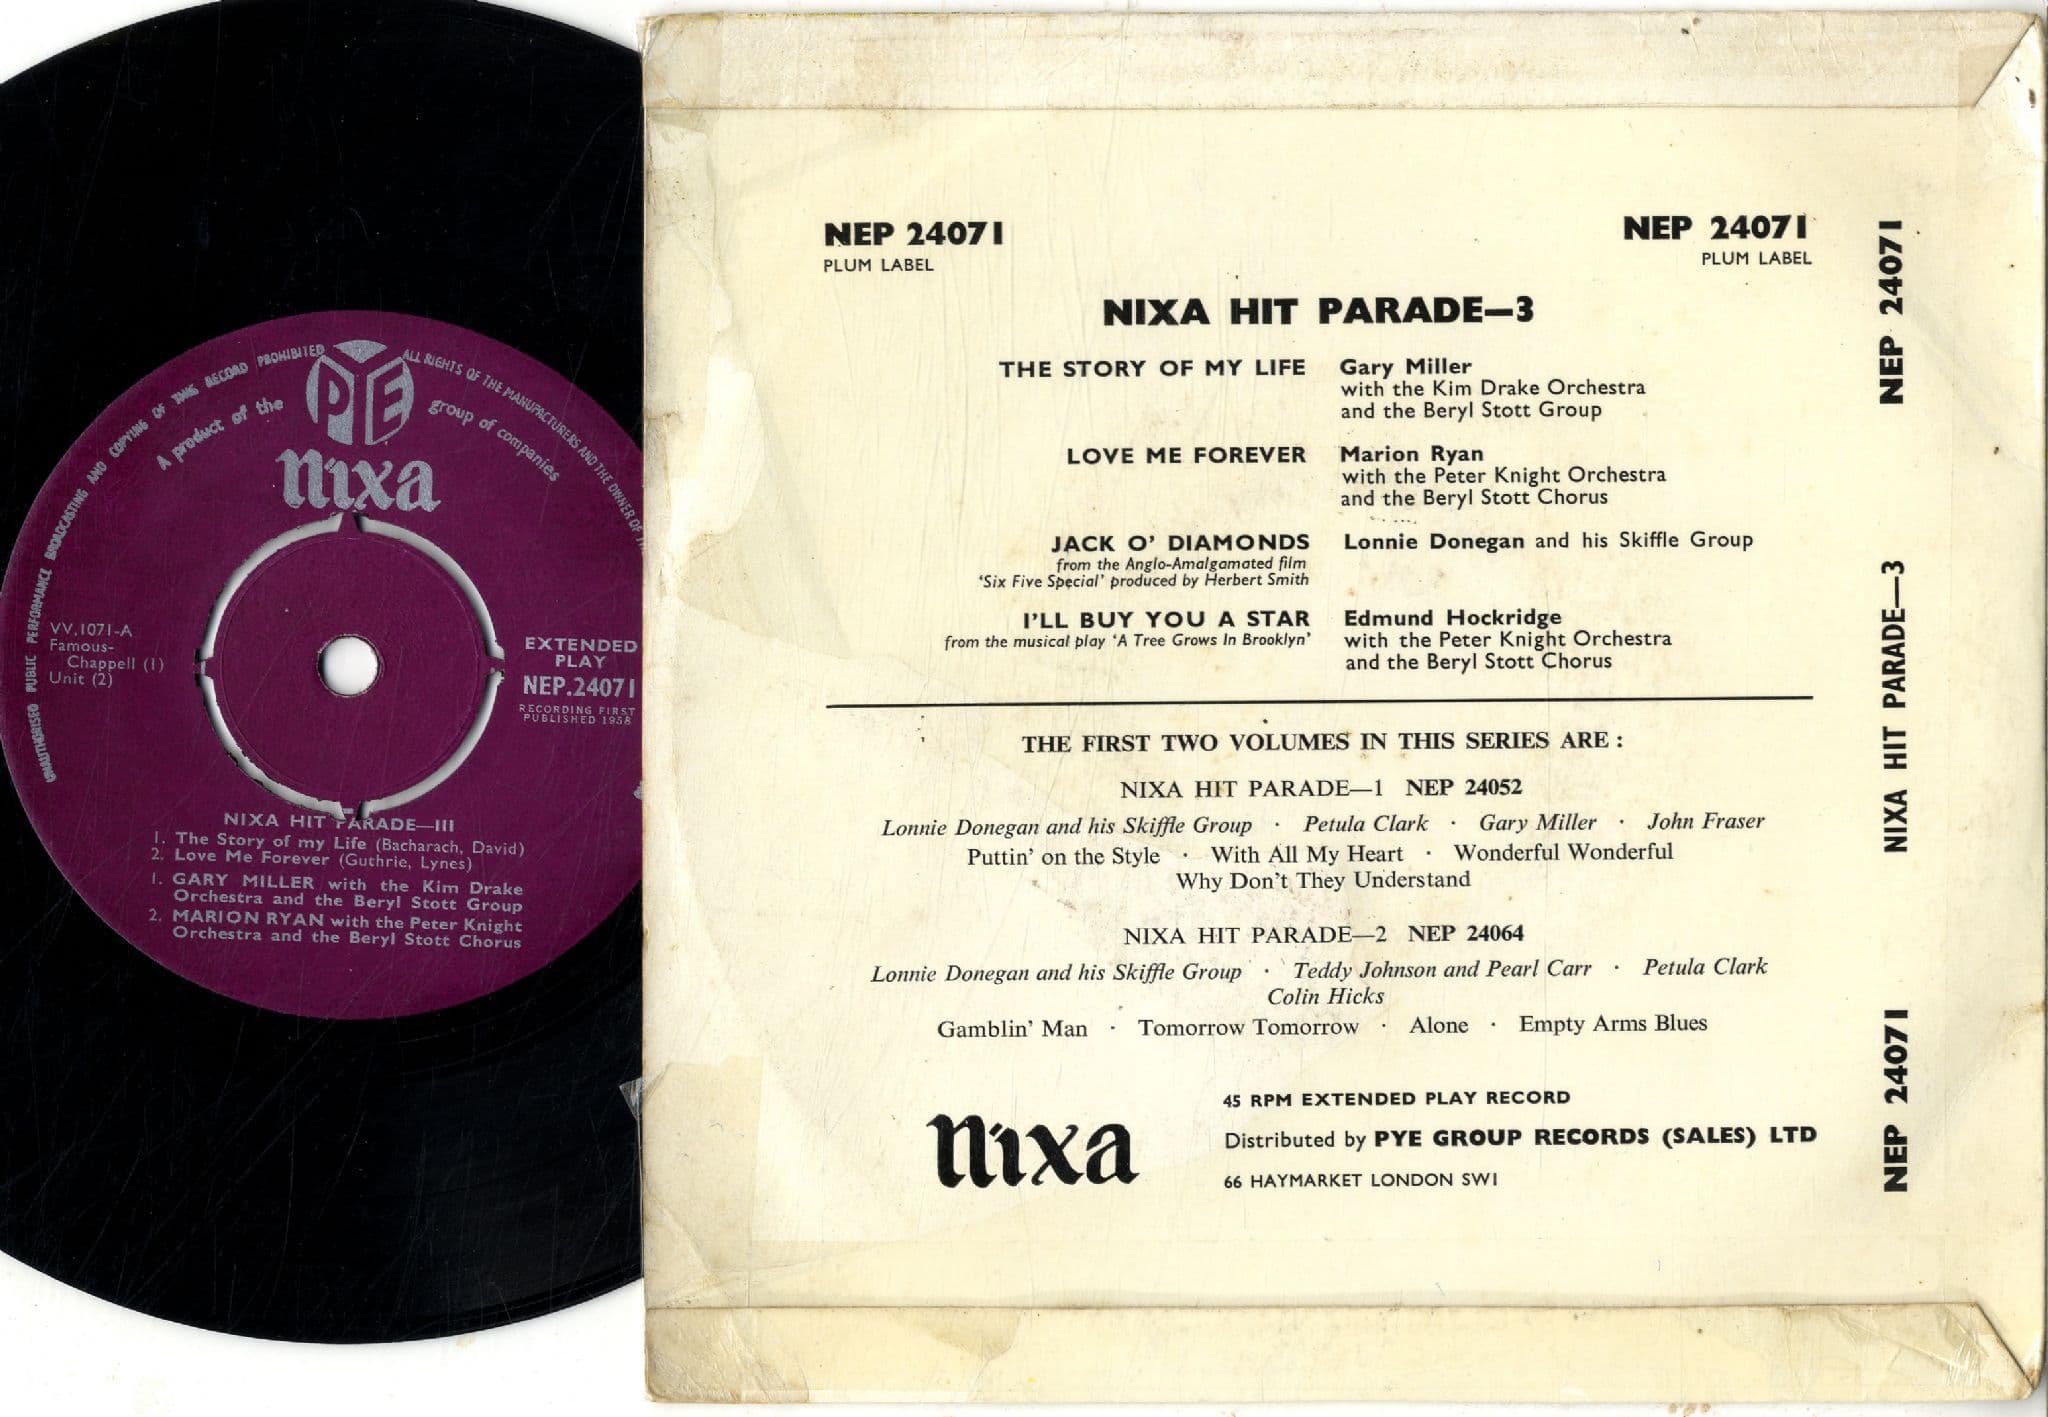 UNAUTHORISED PUBLIC PERFORMANCE BROADCASTING AND COPYING OF THIS RECORD PROHIBITED
ALL RIGHTS OF THE MANUFACTURERS AND THE OWNER OF
A product of the PYE group of companies
nixa
VV.1071-A
Famous-
Chappell (1)
Unit (2)
EXTENDED
PLAY
NEP.24071
RECORDING FIRST
PUBLISHED 1958
NIXA HIT PARADE—III
1. The Story of my Life (Bacharach, David)
2. Love Me Forever (Guthrie, Lynes)
1. GARY MILLER with the Kim Drake
Orchestra and the Beryl Stott Group
2. MARION RYAN with the Peter Knight
Orchestra and the Beryl Stott Chorus
NEP 24071
PLUM LABEL
NEP 24071
PLUM LABEL
NIXA HIT PARADE—3
THE STORY OF MY LIFE Gary Miller
with the Kim Drake Orchestra
and the Beryl Stott Group
LOVE ME FOREVER Marion Ryan
with the Peter Knight Orchestra
and the Beryl Stott Chorus
JACK O' DIAMONDS Lonnie Donegan and his Skiffle Group
from the Anglo-Amalgamated film
'Six Five Special' produced by Herbert Smith
I'LL BUY YOU A STAR Edmund Hockridge
from the musical play 'A Tree Grows In Brooklyn' with the Peter Knight Orchestra
and the Beryl Stott Chorus
THE FIRST TWO VOLUMES IN THIS SERIES ARE :
NIXA HIT PARADE—1 NEP 24052
Lonnie Donegan and his Skiffle Group · Petula Clark · Gary Miller · John Fraser
Puttin' on the Style · With All My Heart · Wonderful Wonderful
Why Don't They Understand
NIXA HIT PARADE—2 NEP 24064
Lonnie Donegan and his Skiffle Group · Teddy Johnson and Pearl Carr · Petula Clark
Colin Hicks
Gamblin' Man · Tomorrow Tomorrow · Alone · Empty Arms Blues
nixa
45 RPM EXTENDED PLAY RECORD
Distributed by PYE GROUP RECORDS (SALES) LTD
66 HAYMARKET LONDON SW1
NEP 24071
NIXA HIT PARADE—3
NEP 24071